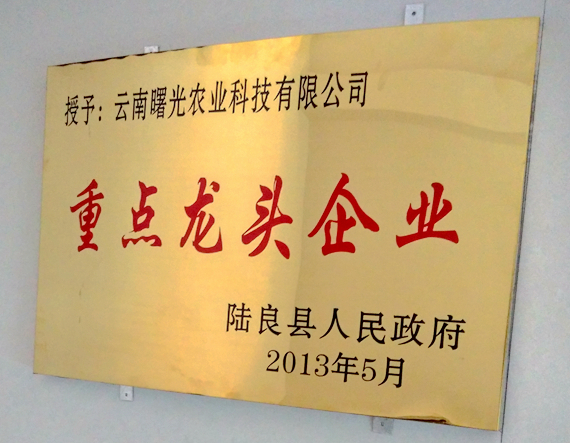 授予：云南曙光农业科技有限公司
重点龙头企业
陆良县人民政府
2013年5月